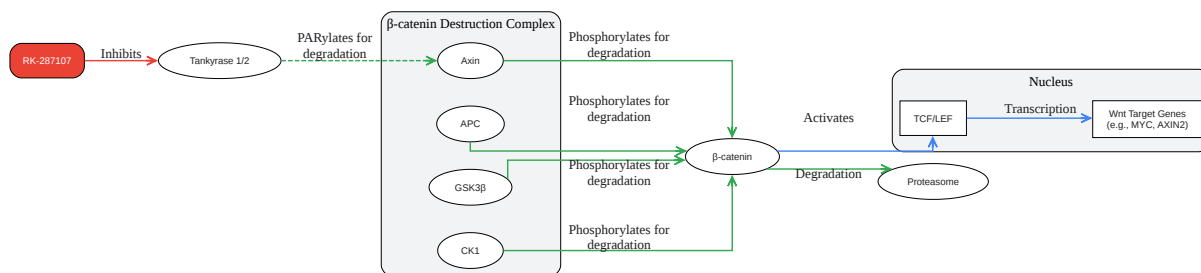 β-catenin Destruction Complex
RK-287107
Inhibits
Tankyrase 1/2
PARylates for
degradation
Axin
Phosphorylates for
degradation
APC
Phosphorylates for
degradation
GSK3β
Phosphorylates for
degradation
CK1
Phosphorylates for
degradation
β-catenin
Activates
Degradation
Proteasome
Nucleus
TCF/LEF
Transcription
Wnt Target Genes
(e.g., MYC, AXIN2)